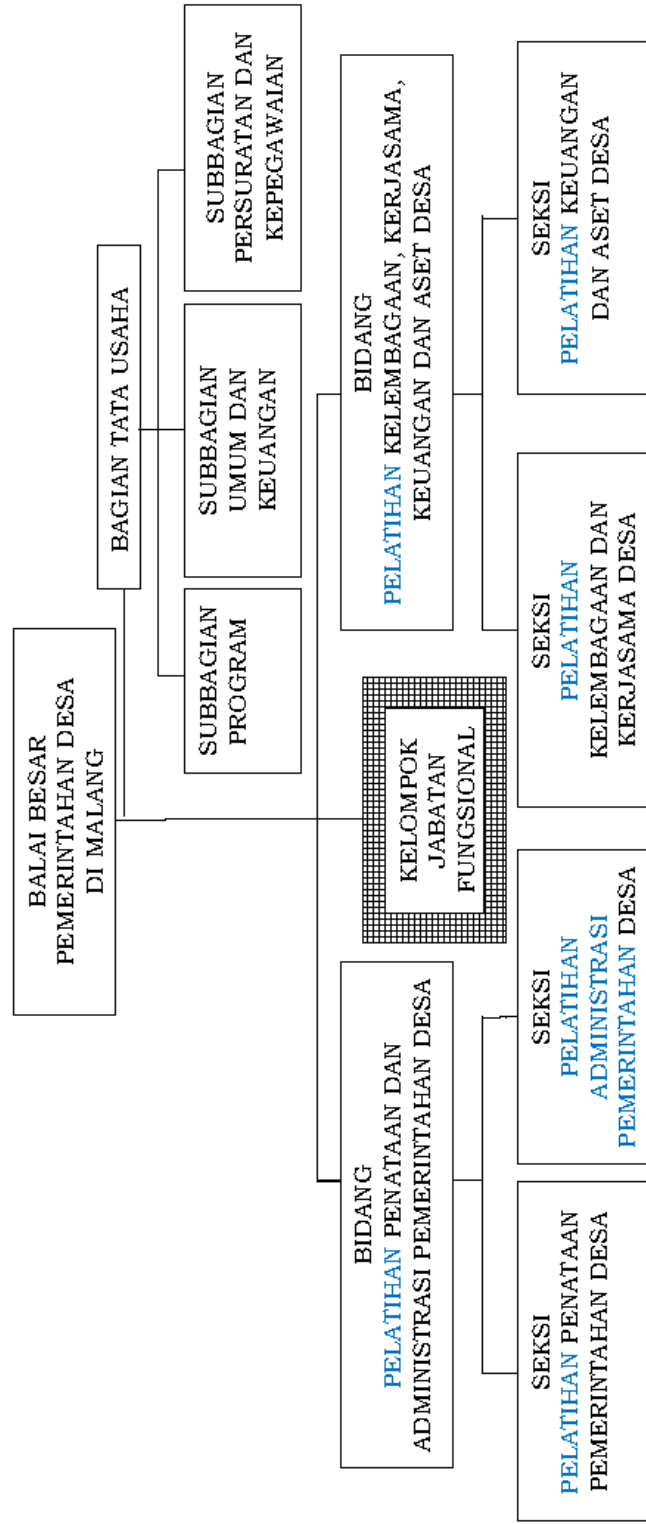 BALAI BESAR
PEMERINTAHAN DESA
DI MALANG
BAGIAN TATA USAHA
SUBBAGIAN
PROGRAM
SUBBAGIAN
UMUM DAN
KEUANGAN
SUBBAGIAN
PERSURATAN DAN
KEPEGAWAIAN
BIDANG
PELATIHAN PENATAAN DAN
ADMINISTRASI PEMERINTAHAN DESA
KELOMPOK
JABATAN
FUNGSIONAL
BIDANG
PELATIHAN KELEMBAGAAN, KERJASAMA,
KEUANGAN DAN ASET DESA
SEKSI
PELATIHAN PENATAAN
PEMERINTAHAN DESA
SEKSI
PELATIHAN
ADMINISTRASI
PEMERINTAHAN DESA
SEKSI
PELATIHAN
KELEMBAGAAN DAN
KERJASAMA DESA
SEKSI
PELATIHAN KEUANGAN
DAN ASET DESA